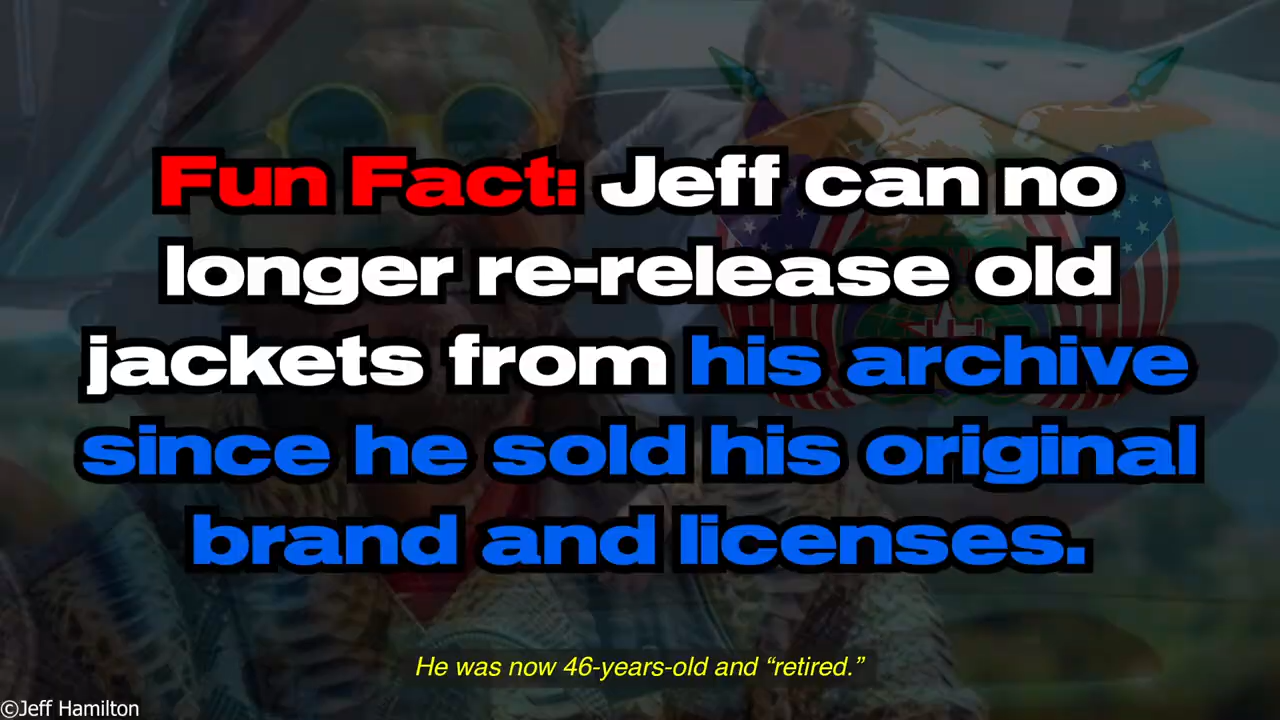 Fun Fact: Jeff can no
longer re-release old
jackets from his archive
since he sold his original
brand and licenses.
He was now 46-years-old and “retired.”
©Jeff Hamilton